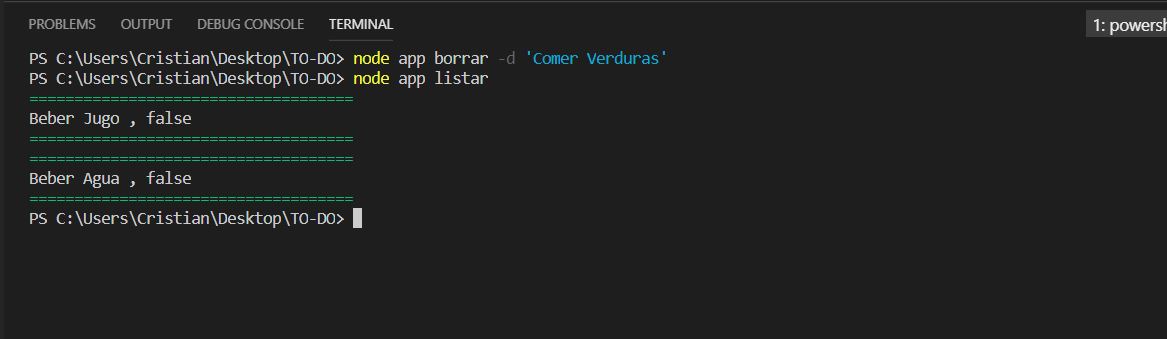 PROBLEMS OUTPUT DEBUG CONSOLE TERMINAL 1: powersh
PS C:\Users\Cristian\Desktop\TO-DO> node app borrar -d 'Comer Verduras'
PS C:\Users\Cristian\Desktop\TO-DO> node app listar
====================================
Beber Jugo , false
====================================
====================================
Beber Agua , false
====================================
PS C:\Users\Cristian\Desktop\TO-DO>